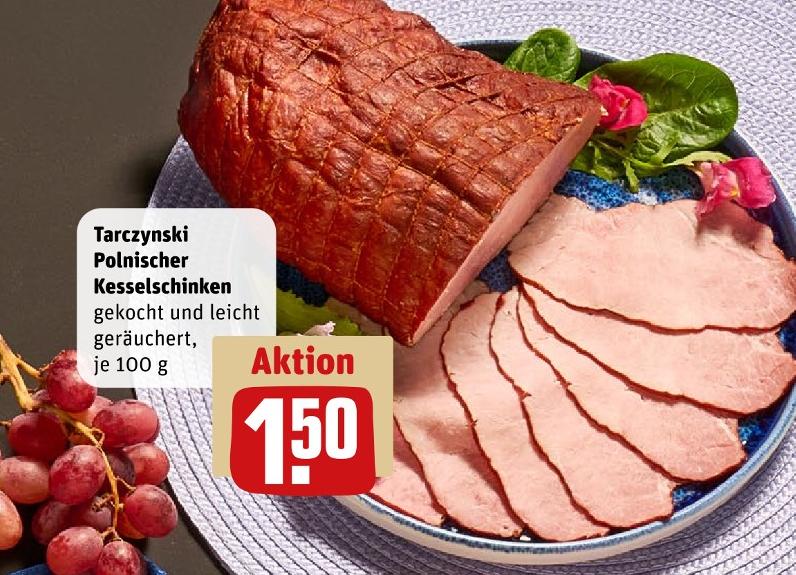 Tarczynski
Polnischer
Kesselschinken
gekocht und leicht
geräuchert,
je 100 g
Aktion
1.50